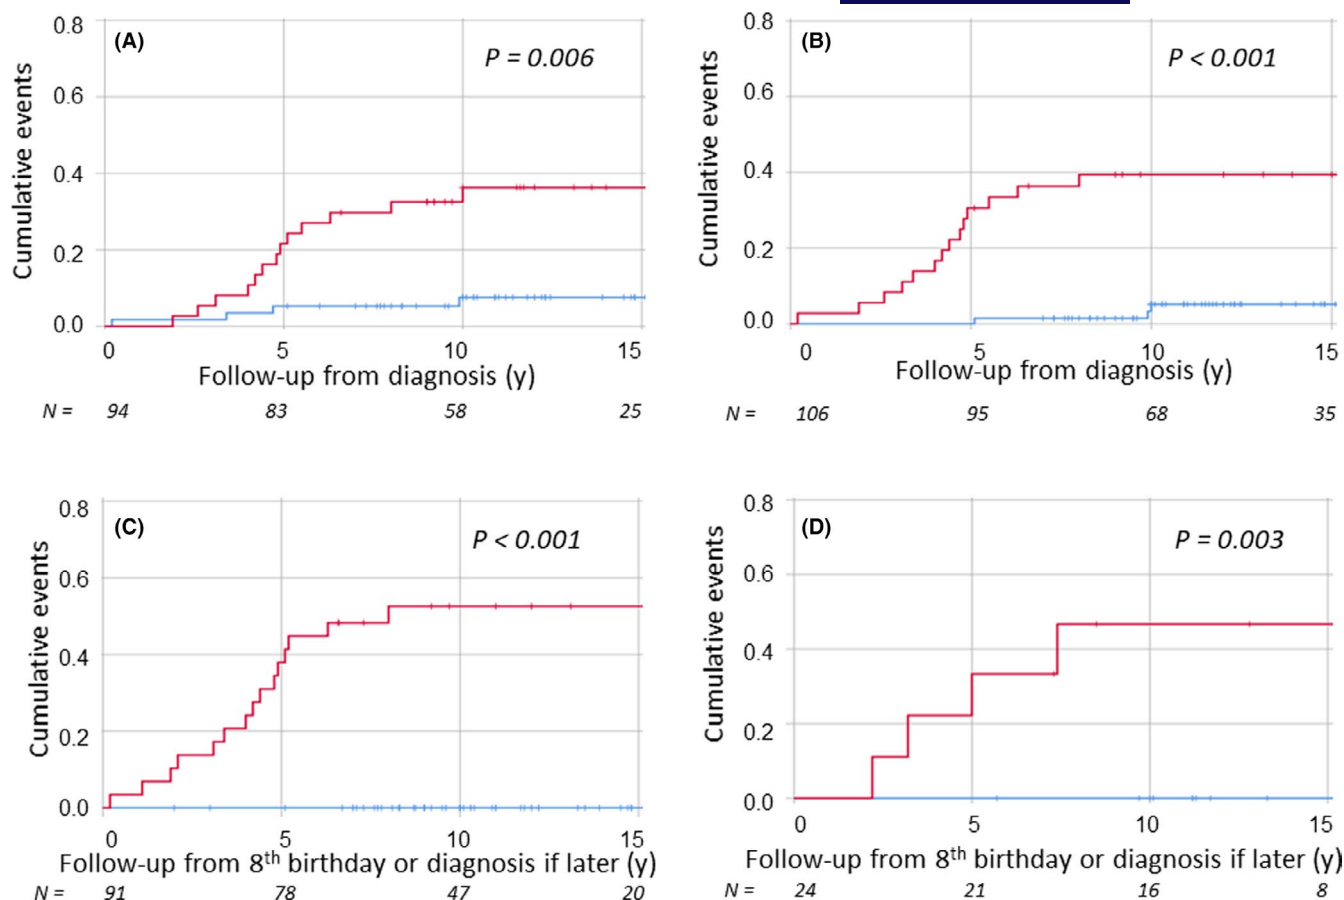 (A)
P = 0.006
Cumulative events
0.8
0.6
0.4
0.2
0.0
0 5 10 15
Follow-up from diagnosis (y)
N = 94 83 58 25
(B)
P < 0.001
Cumulative events
0.8
0.6
0.4
0.2
0.0
0 5 10 15
Follow-up from diagnosis (y)
N = 106 95 68 35
(C)
P < 0.001
Cumulative events
0.8
0.6
0.4
0.2
0.0
0 5 10 15
Follow-up from 8th birthday or diagnosis if later (y)
N = 91 78 47 20
(D)
P = 0.003
Cumulative events
0.8
0.6
0.4
0.2
0.0
0 5 10 15
Follow-up from 8th birthday or diagnosis if later (y)
N = 24 21 16 8